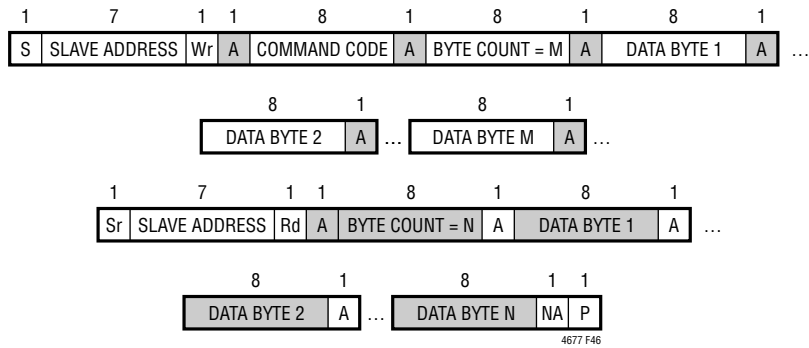 1 7 1 1 8 1 8 1 8 1
S SLAVE ADDRESS Wr A COMMAND CODE A BYTE COUNT = M A DATA BYTE 1 A ...
8 1 8 1
DATA BYTE 2 A ... DATA BYTE M A ...
1 7 1 1 8 1 8 1
Sr SLAVE ADDRESS Rd A BYTE COUNT = N A DATA BYTE 1 A ...
8 1 8 1 1
DATA BYTE 2 A ... DATA BYTE N NA P
4677 F46